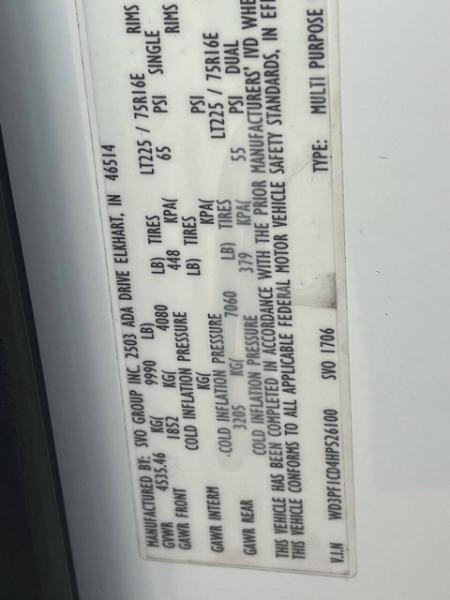 MANUFACTURED BY: SVO GROUP INC. 2503 ADA DRIVE ELKHART, IN 46514
GVWR 4535.46 KG( 9990 LB)
GAWR FRONT 1852 KG( 4080 LB) TIRES LT225 / 75R16E RIMS
COLD INFLATION PRESSURE 448 KPA( 65 PSI SINGLE
GAWR INTERM KG( LB) TIRES RIMS
COLD INFLATION PRESSURE KPA( PSI
GAWR REAR 3205 KG( 7060 LB) TIRES LT225 / 75R16E
COLD INFLATION PRESSURE 379 KPA( 55 PSI DUAL
THIS VEHICLE HAS BEEN COMPLETED IN ACCORDANCE WITH THE PRIOR MANUFACTURERS' IVD WHE
THIS VEHICLE CONFORMS TO ALL APPLICABLE FEDERAL MOTOR VEHICLE SAFETY STANDARDS, IN EF
V.I.N WD3PF1CD4HP526100 SVO 1706 TYPE: MULTI PURPOSE